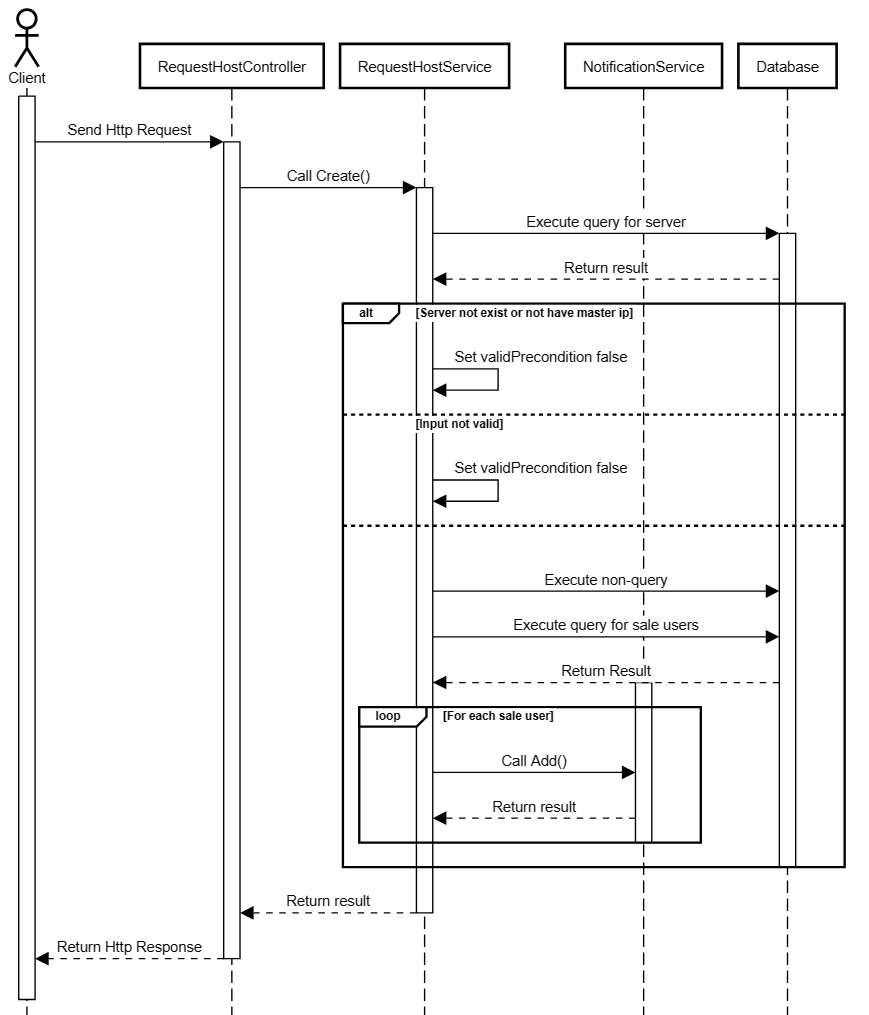 Client
RequestHostController
RequestHostService
NotificationService
Database
Send Http Request
Call Create()
Execute query for server
Return result
alt
[Server not exist or not have master ip]
Set validPrecondition false
[Input not valid]
Set validPrecondition false
Execute non-query
Execute query for sale users
Return Result
loop
[For each sale user]
Call Add()
Return result
Return result
Return Http Response